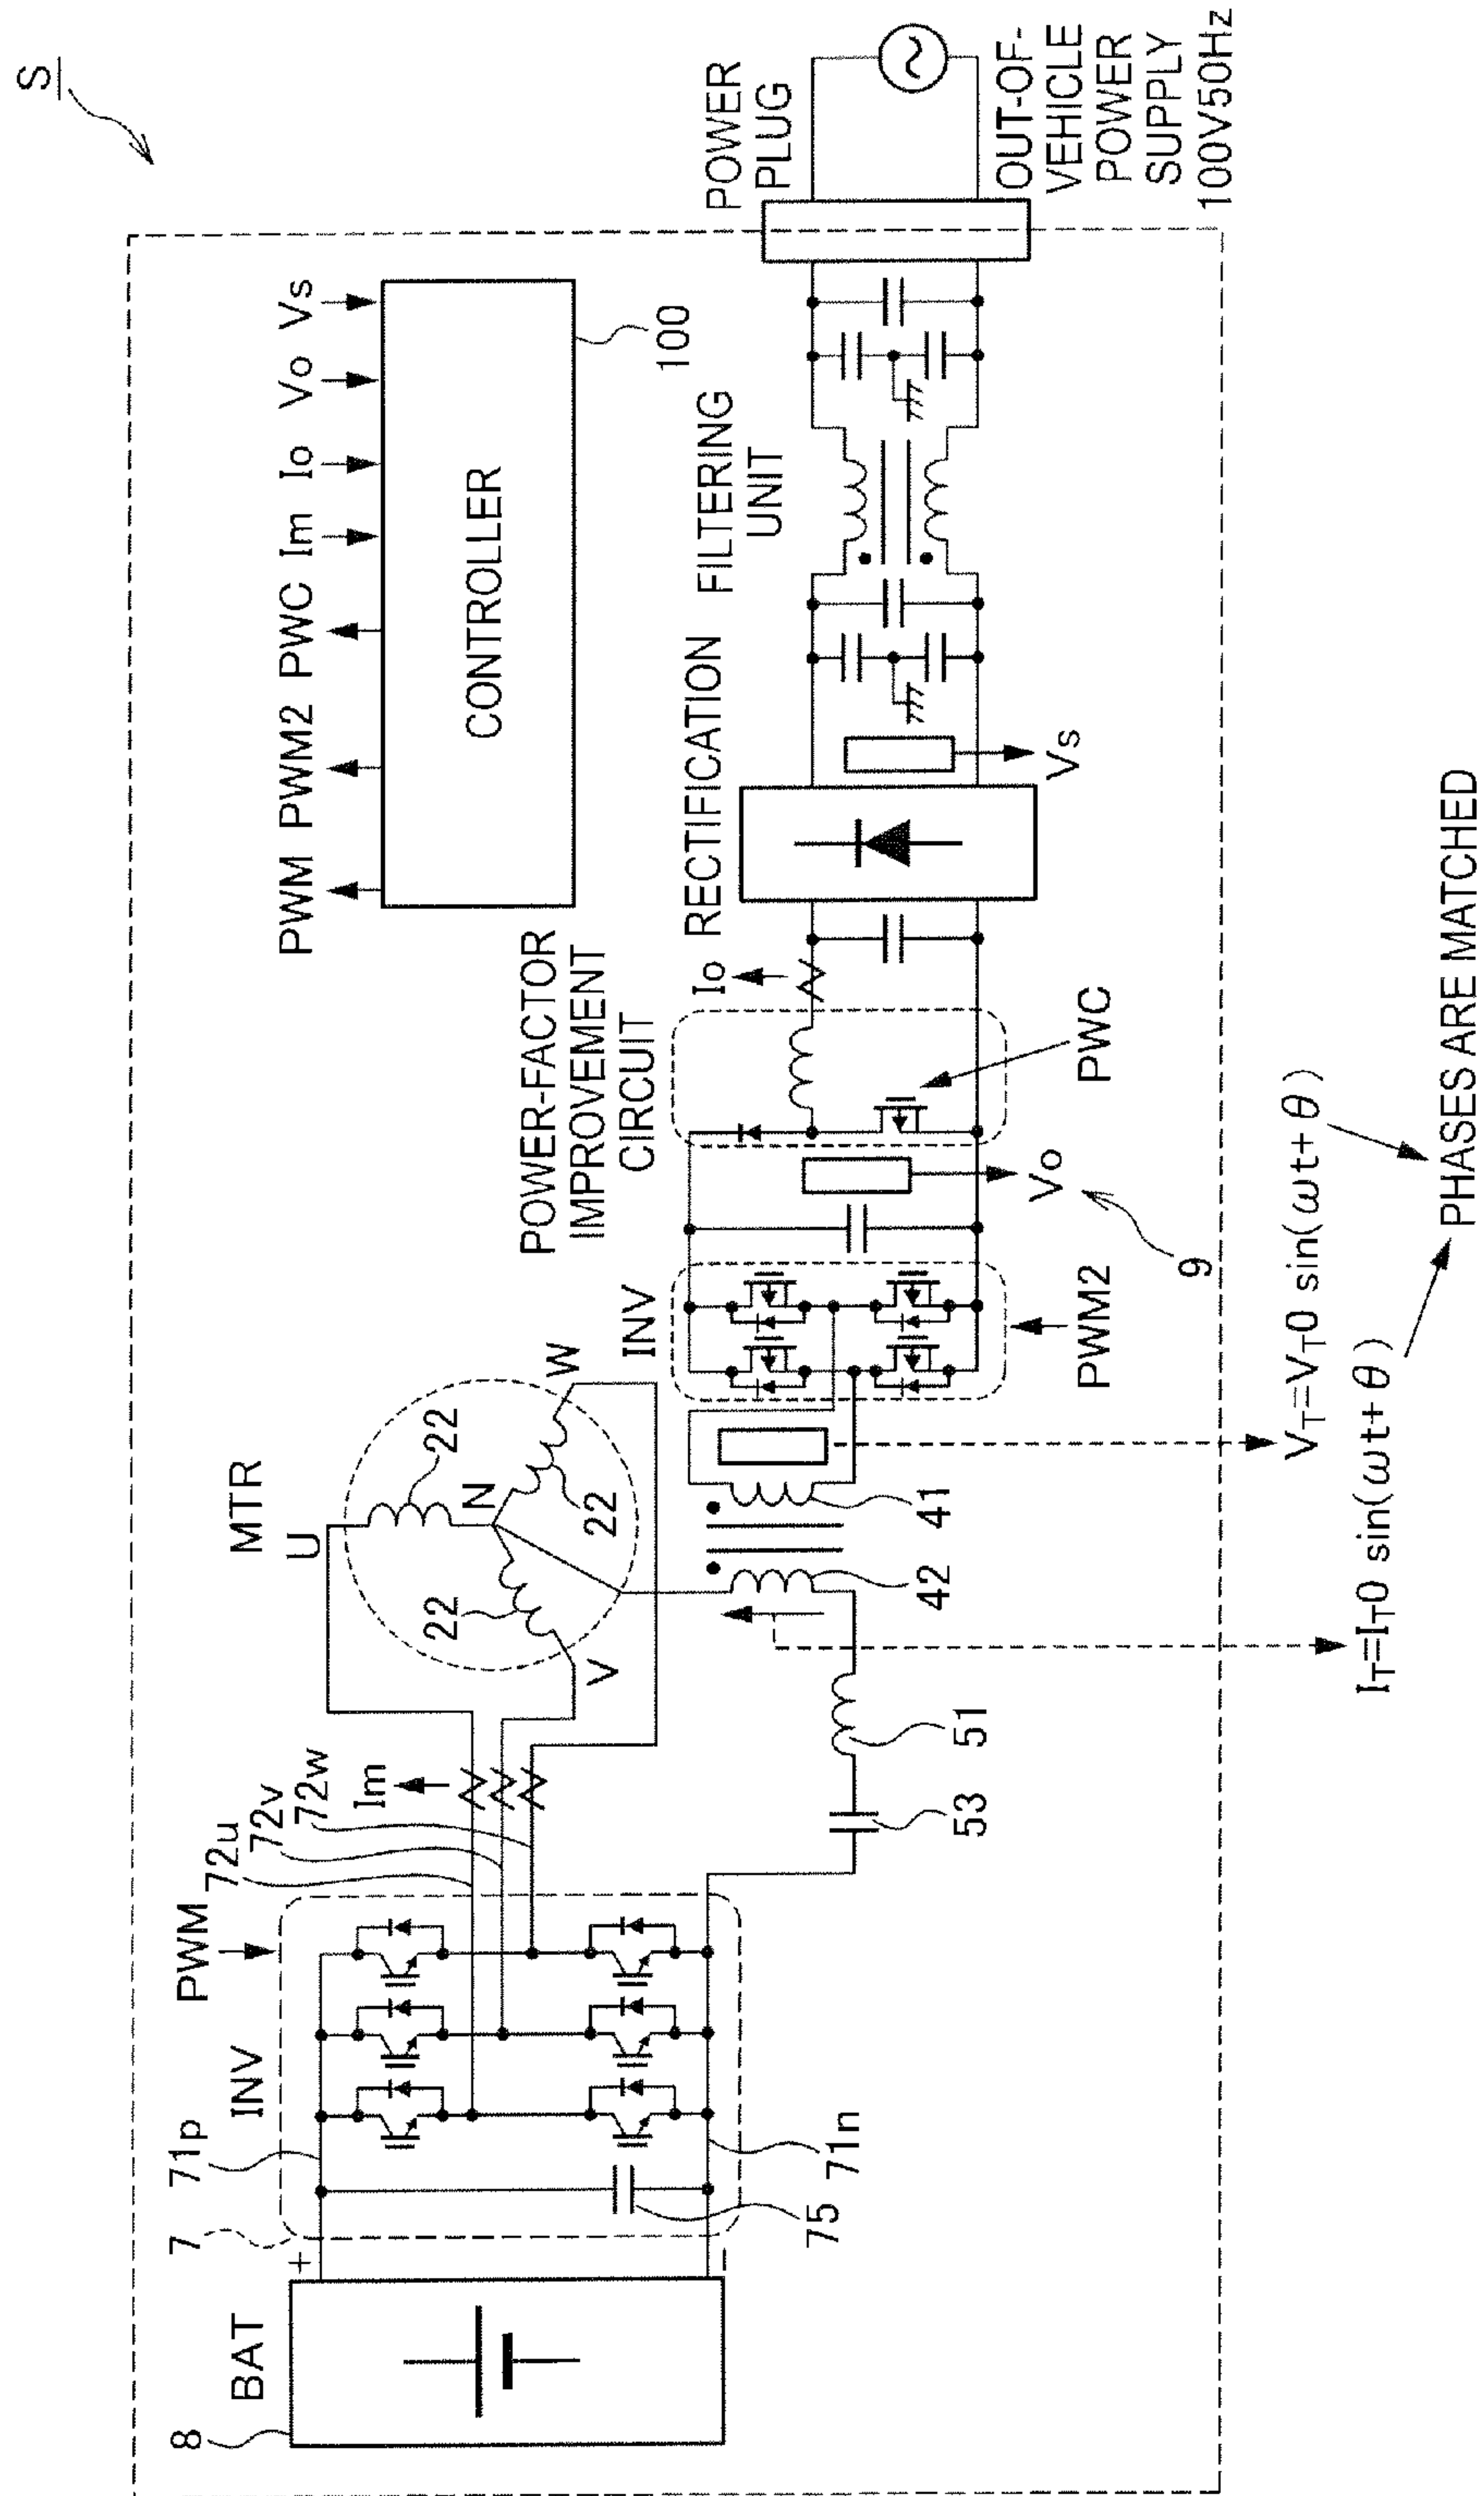 S
POWER
PLUG
OUT-OF-
VEHICLE
POWER
SUPPLY
100V50Hz
PWM PWM2 PWC Im Io Vo Vs
CONTROLLER
100
FILTERING
UNIT
RECTIFICATION
Vs
Io
POWER-FACTOR
IMPROVEMENT
CIRCUIT
PWC
Vo
9
INV
PWM2
MTR
U
V
W
N
22
22
22
41
42
51
53
Im
72u
72v
72w
PWM
INV
71p
71n
75
7
+
−
BAT
8
VT=VT0 sin(ωt+θ)
IT=IT0 sin(ωt+θ)
PHASES ARE MATCHED